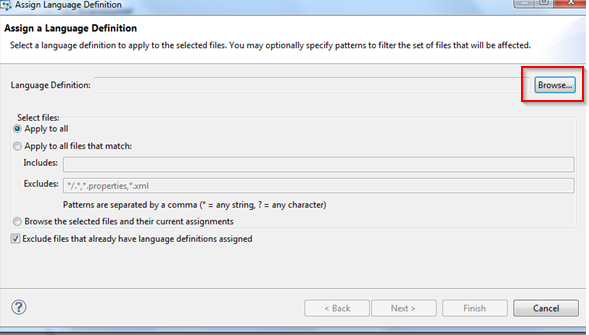 Assign Language Definition
Assign a Language Definition
Select a language definition to apply to the selected files. You may optionally specify patterns to filter the set of files that will be affected.
Language Definition:
Browse...
Select files:
Apply to all
Apply to all files that match:
Includes:
Excludes: */.*,*.properties,*.xml
Patterns are separated by a comma (* = any string, ? = any character)
Browse the selected files and their current assignments
Exclude files that already have language definitions assigned
? < Back Next > Finish Cancel